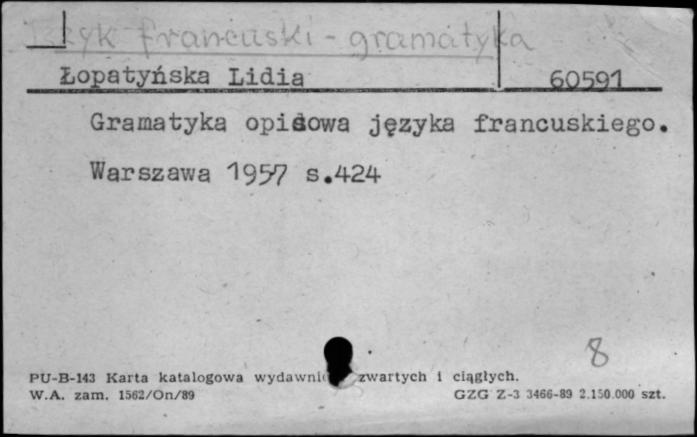 Język francuski - gramatyka
Łopatyńska Lidia 60591
Gramatyka opisowa języka francuskiego.
Warszawa 1957 s.424
8
PU-B-143 Karta katalogowa wydawnic zwartych i ciągłych.
W.A. zam. 1562/On/89 GZG Z-3 3466-89 2.150.000 szt.